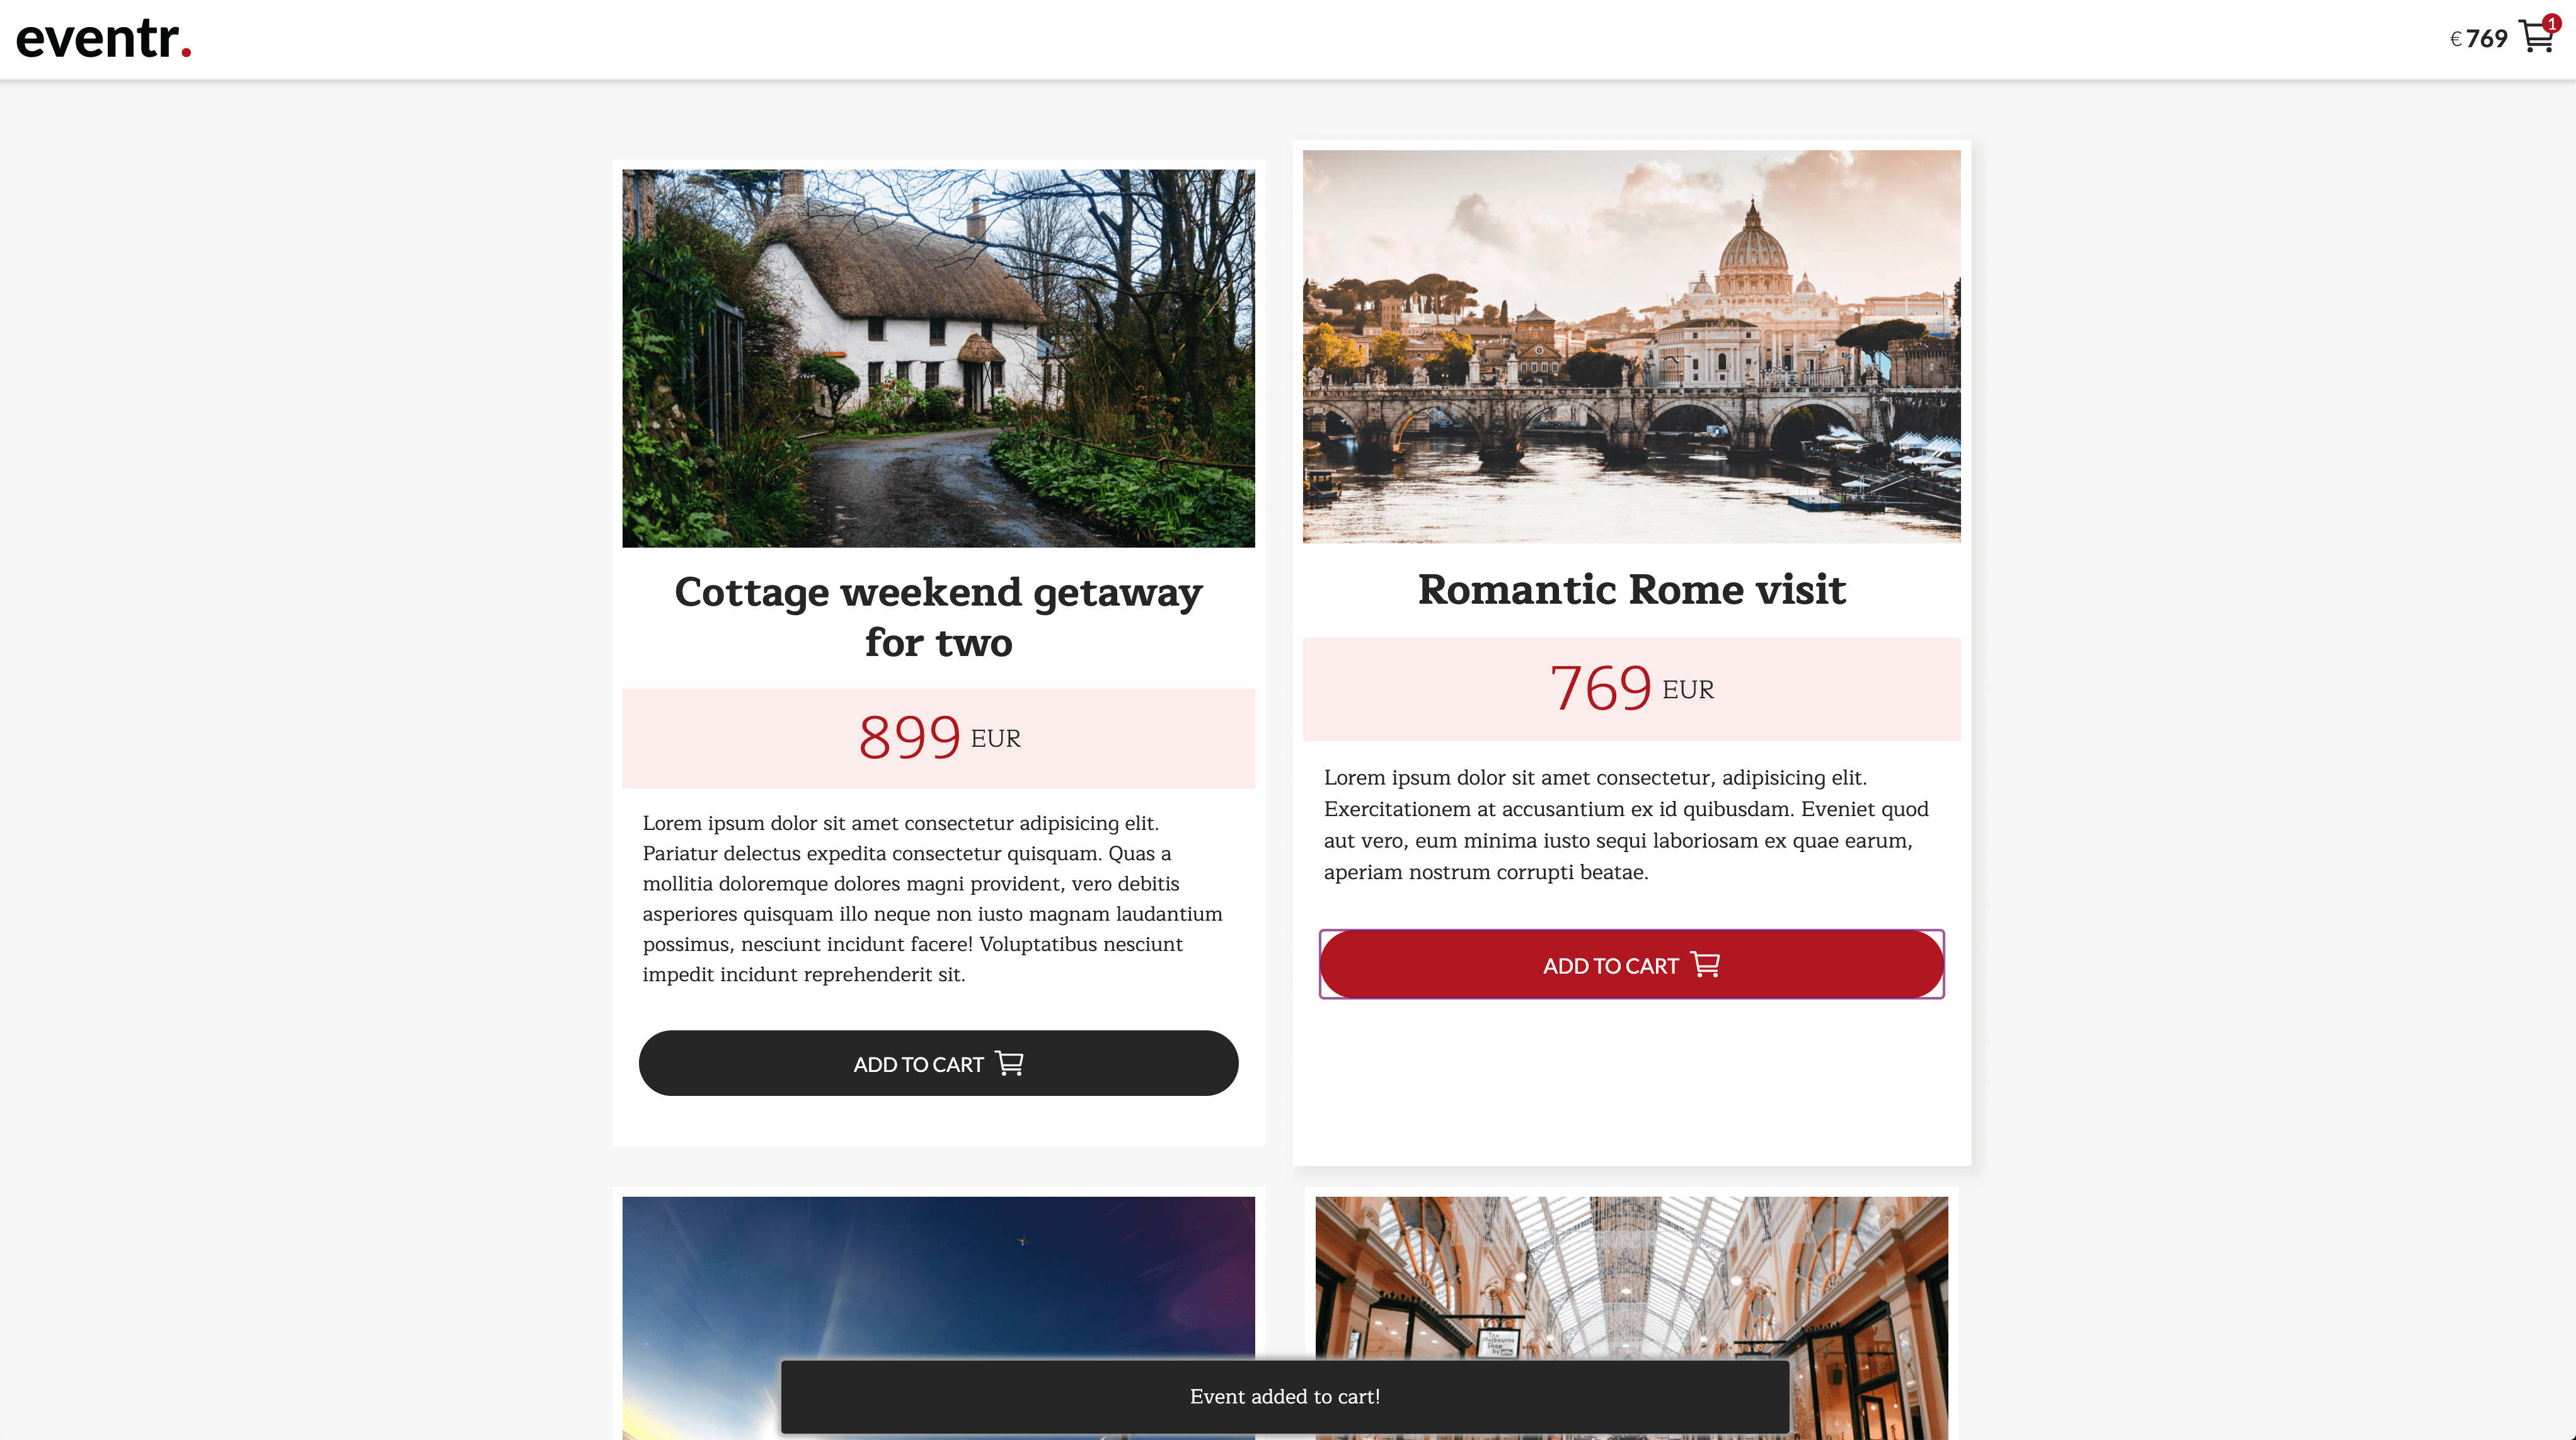 eventr.
€ 769
1
Cottage weekend getaway
for two
899 EUR
Lorem ipsum dolor sit amet consectetur adipisicing elit.
Pariatur delectus expedita consectetur quisquam. Quas a
mollitia doloremque dolores magni provident, vero debitis
asperiores quisquam illo neque non iusto magnam laudantium
possimus, nesciunt incidunt facere! Voluptatibus nesciunt
impedit incidunt reprehenderit sit.
ADD TO CART
Romantic Rome visit
769 EUR
Lorem ipsum dolor sit amet consectetur, adipisicing elit.
Exercitationem at accusantium ex id quibusdam. Eveniet quod
aut vero, eum minima iusto sequi laboriosam ex quae earum,
aperiam nostrum corrupti beatae.
ADD TO CART
The
Melbourne
Shop
by
Event added to cart!